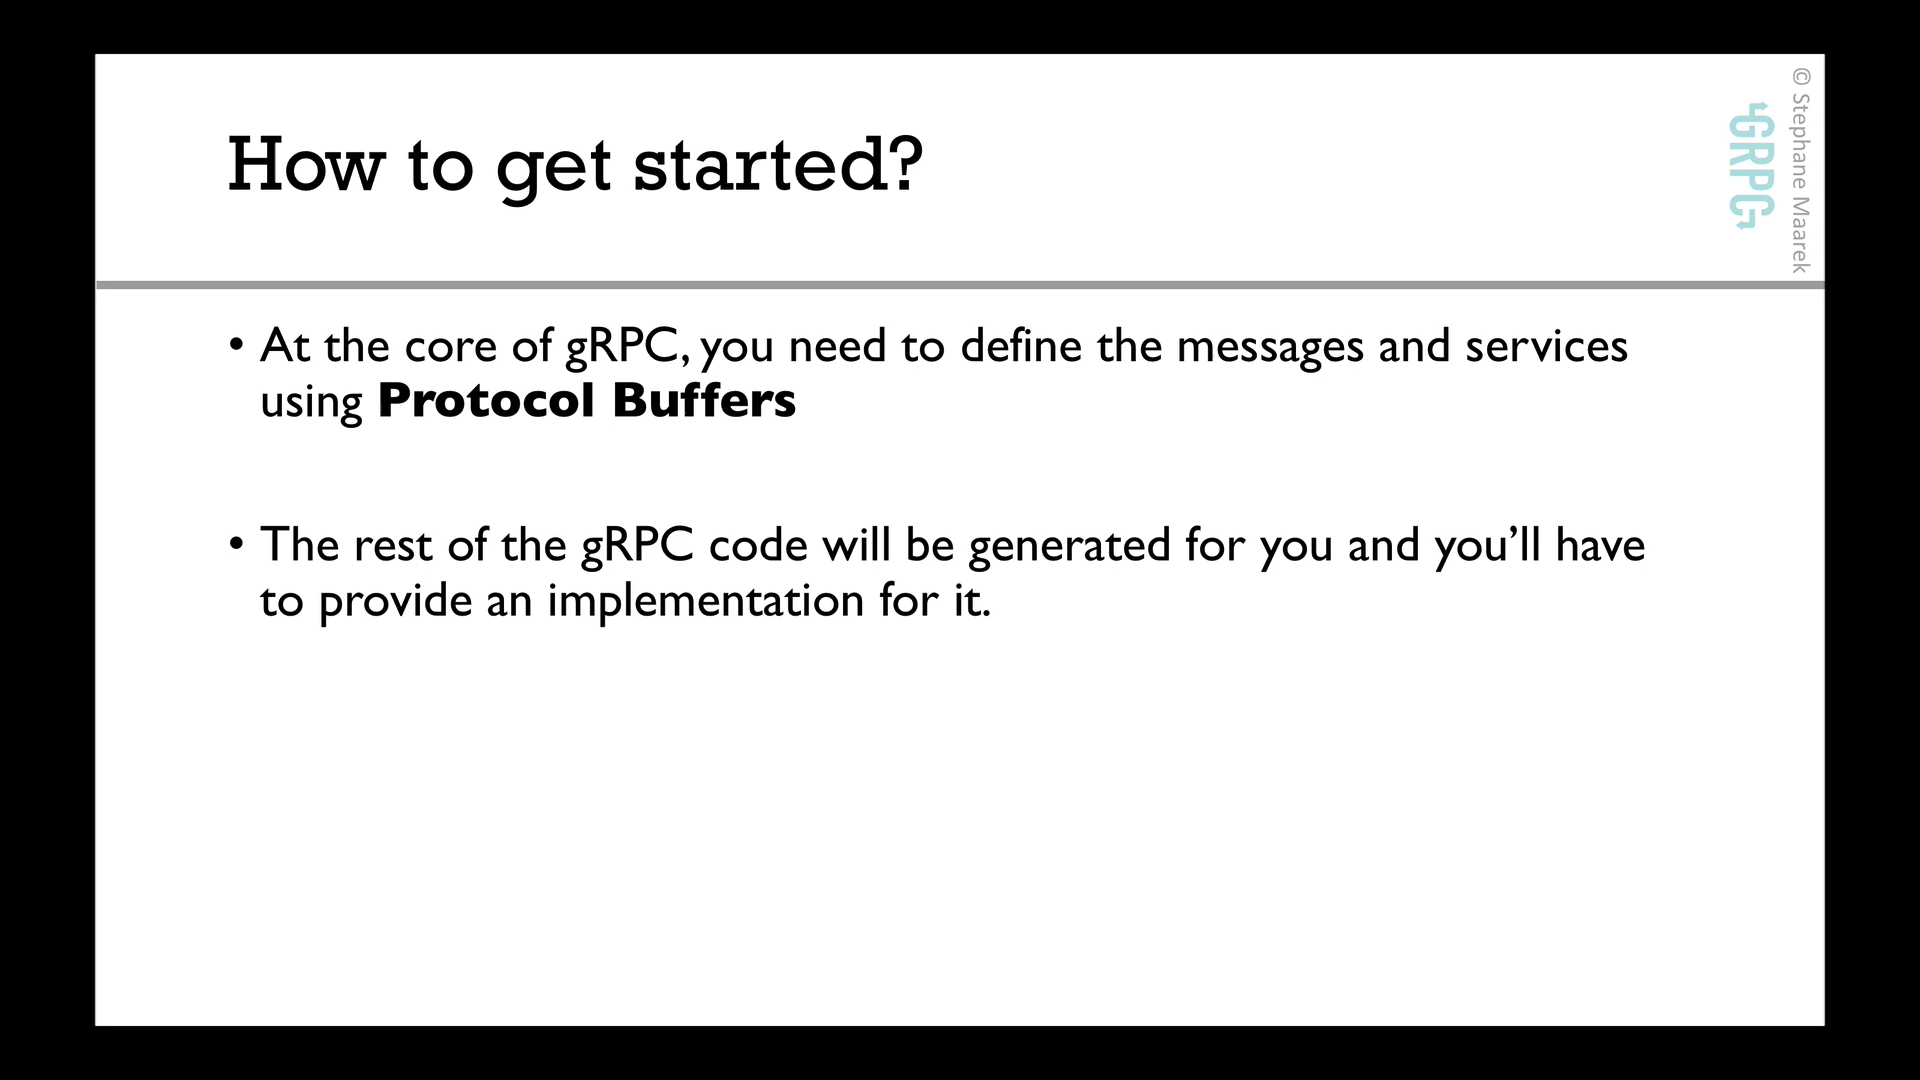 How to get started?
GRPC
© Stephane Maarek
• At the core of gRPC, you need to define the messages and services
using Protocol Buffers
• The rest of the gRPC code will be generated for you and you’ll have
to provide an implementation for it.